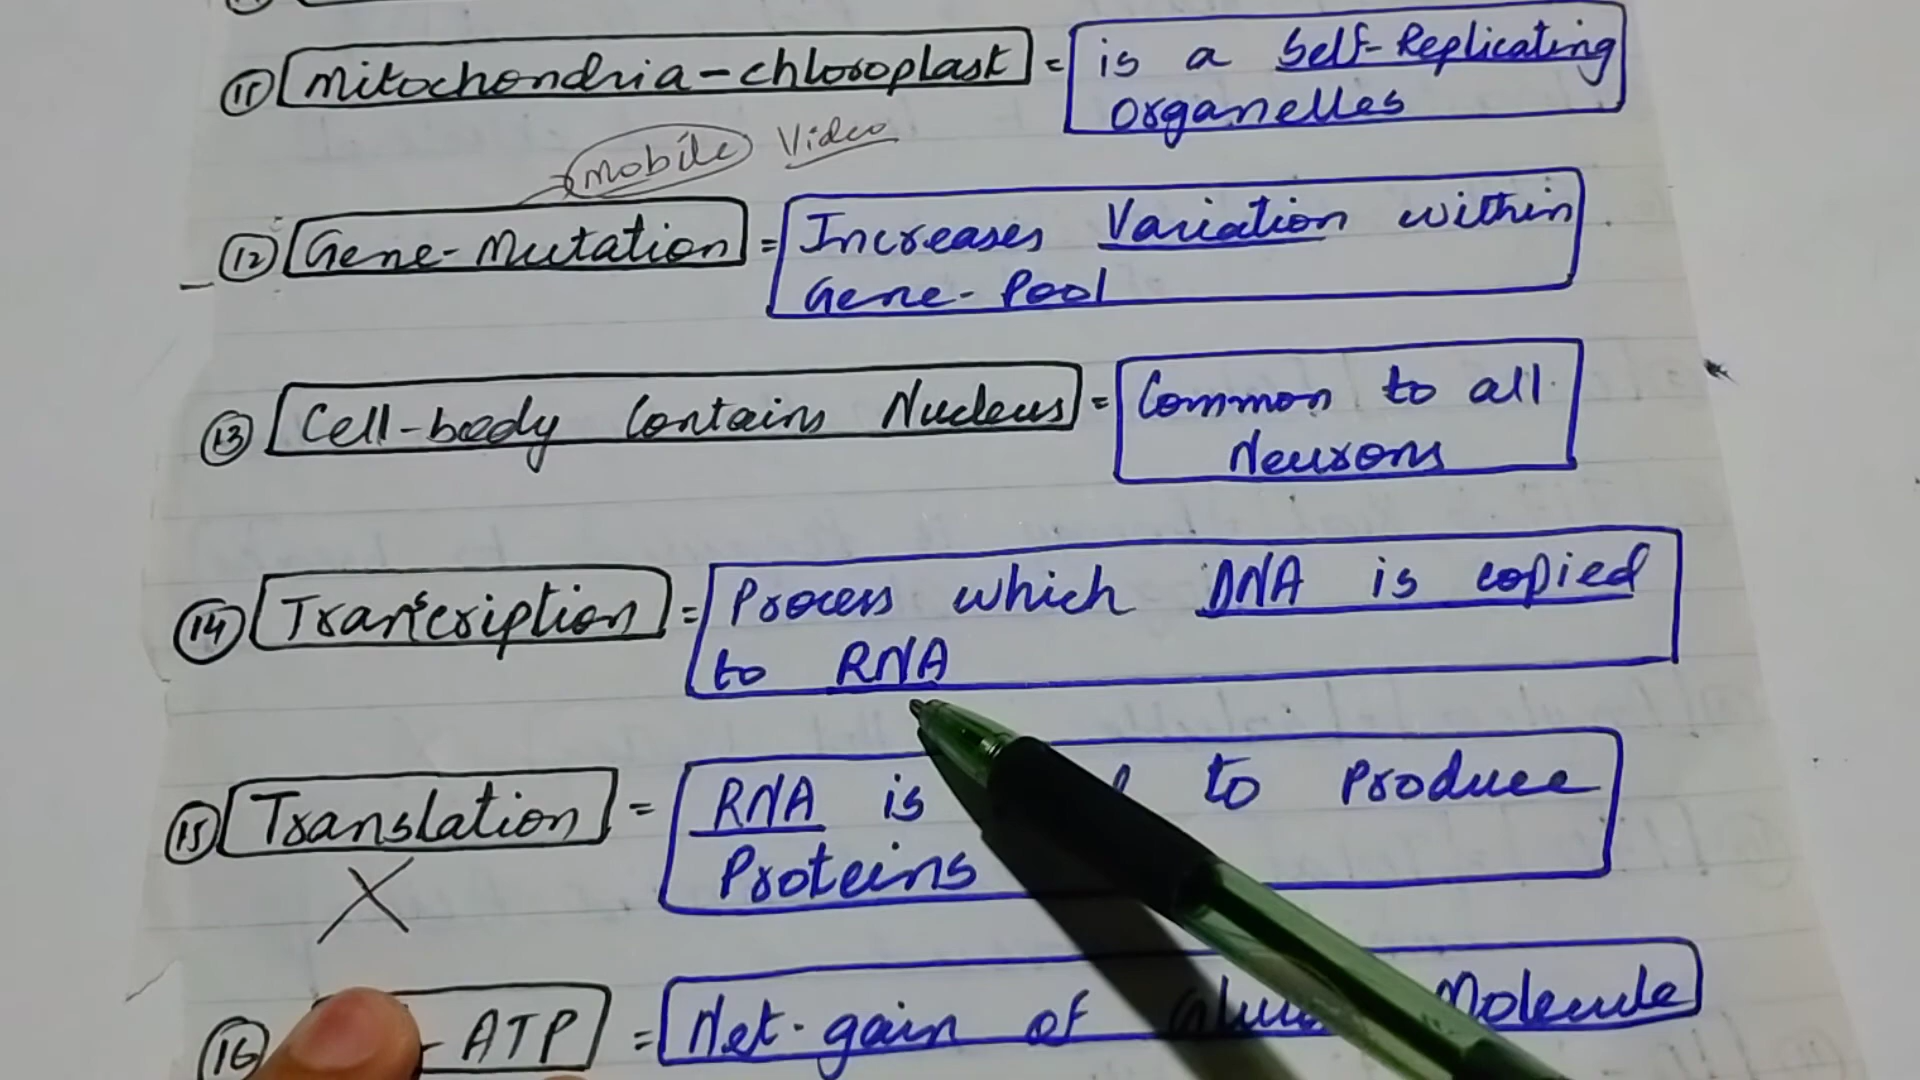 11 Mitochondria-chloroplast = is a Self-Replicating
organelles
Mobile Video
12 Gene-Mutation = Increases Variation within
Gene-Pool
13 Cell-body Contains Nucleus = Common to all
Neurons
14 Transcription = Process which DNA is copied
to RNA
15 Translation = RNA is to Produce
Proteins
X
16 - ATP = Net-gain of Molecule